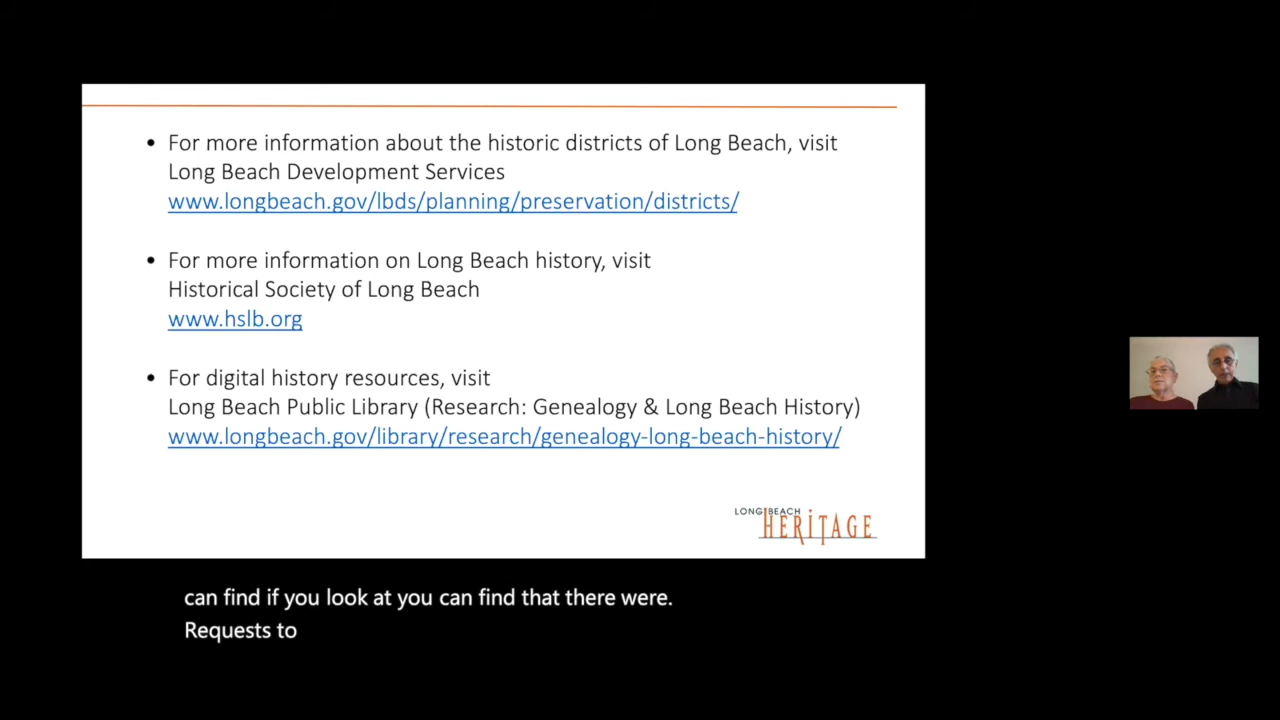 • For more information about the historic districts of Long Beach, visit
Long Beach Development Services
www.longbeach.gov/lbds/planning/preservation/districts/
• For more information on Long Beach history, visit
Historical Society of Long Beach
www.hslb.org
• For digital history resources, visit
Long Beach Public Library (Research: Genealogy & Long Beach History)
www.longbeach.gov/library/research/genealogy-long-beach-history/
LONG BEACH
HERITAGE
can find if you look at you can find that there were.
Requests to